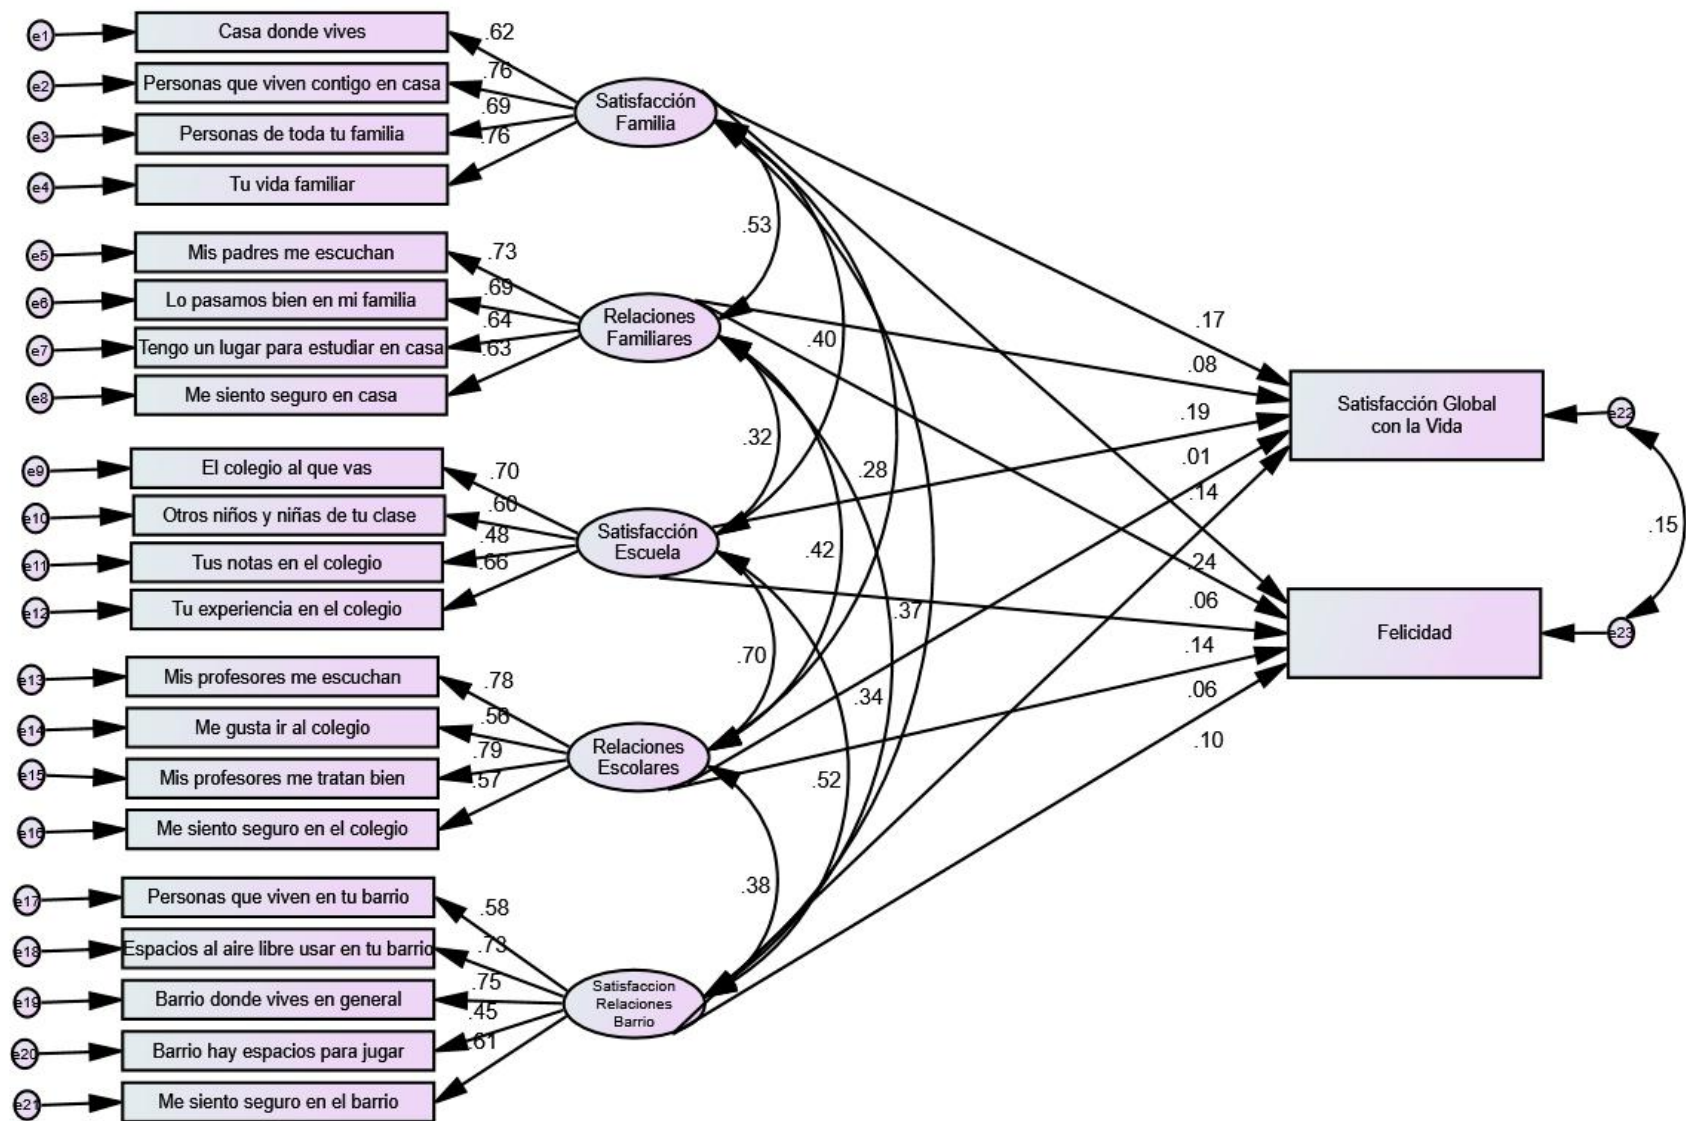 e1
Casa donde vives
.62
e2
Personas que viven contigo en casa
.76
e3
Personas de toda tu familia
.69
e4
Tu vida familiar
.76
Satisfacción
Familia
e5
Mis padres me escuchan
.73
e6
Lo pasamos bien en mi familia
.69
e7
Tengo un lugar para estudiar en casa
.64
e8
Me siento seguro en casa
.63
Relaciones
Familiares
e9
El colegio al que vas
.70
e10
Otros niños y niñas de tu clase
.60
e11
Tus notas en el colegio
.48
e12
Tu experiencia en el colegio
.66
Satisfacción
Escuela
e13
Mis profesores me escuchan
.78
e14
Me gusta ir al colegio
.56
e15
Mis profesores me tratan bien
.79
e16
Me siento seguro en el colegio
.57
Relaciones
Escolares
e17
Personas que viven en tu barrio
.58
e18
Espacios al aire libre usar en tu barrio
.73
e19
Barrio donde vives en general
.75
e20
Barrio hay espacios para jugar
.45
e21
Me siento seguro en el barrio
.61
Satisfaccion
Relaciones
Barrio
.53
.40
.32
.28
.42
.37
.70
.34
.52
.38
.17
.08
.19
.01
.14
.24
.06
.14
.06
.10
Satisfacción Global
con la Vida
e22
.15
Felicidad
e23